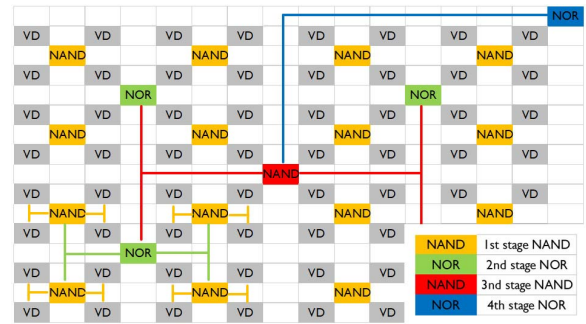 NOR
VD VD VD VD VD VD VD VD
NAND NAND NAND NAND
VD VD VD VD VD VD VD VD
NOR NOR
VD VD VD VD VD VD VD VD
NAND NAND NAND NAND
VD VD VD VD VD VD VD VD
NAND
VD VD VD VD VD VD VD VD
NAND NAND NAND NAND
VD VD VD VD VD VD
NOR
VD VD VD VD VD VD
NAND NAND NAND
VD VD VD VD VD VD
NAND 1st stage NAND
NOR 2nd stage NOR
NAND 3nd stage NAND
NOR 4th stage NOR